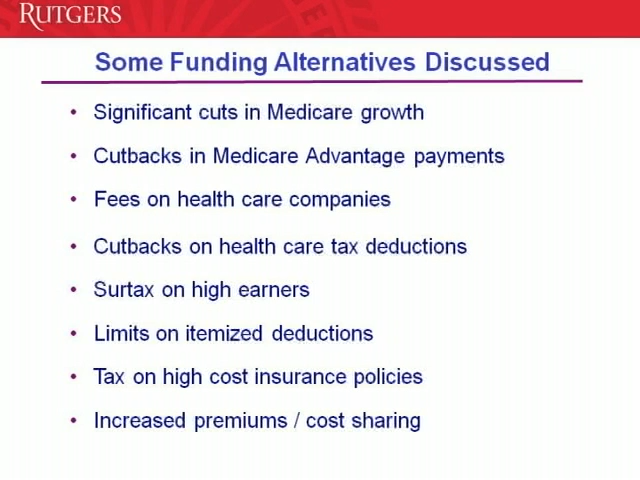 RUTGERS
Some Funding Alternatives Discussed
• Significant cuts in Medicare growth
• Cutbacks in Medicare Advantage payments
• Fees on health care companies
• Cutbacks on health care tax deductions
• Surtax on high earners
• Limits on itemized deductions
• Tax on high cost insurance policies
• Increased premiums / cost sharing